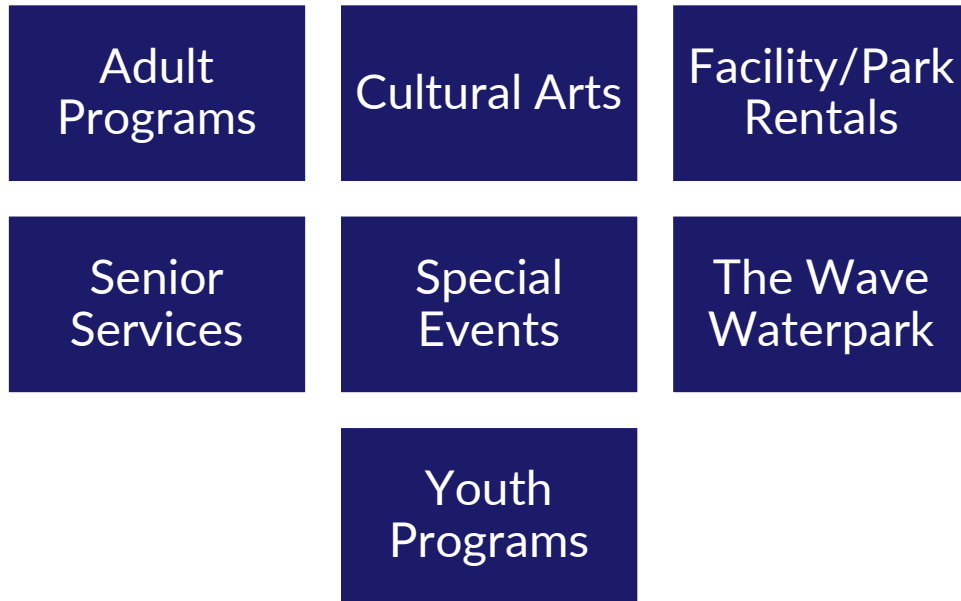 Adult
Programs
Cultural Arts
Facility/Park
Rentals
Senior
Services
Special
Events
The Wave
Waterpark
Youth
Programs